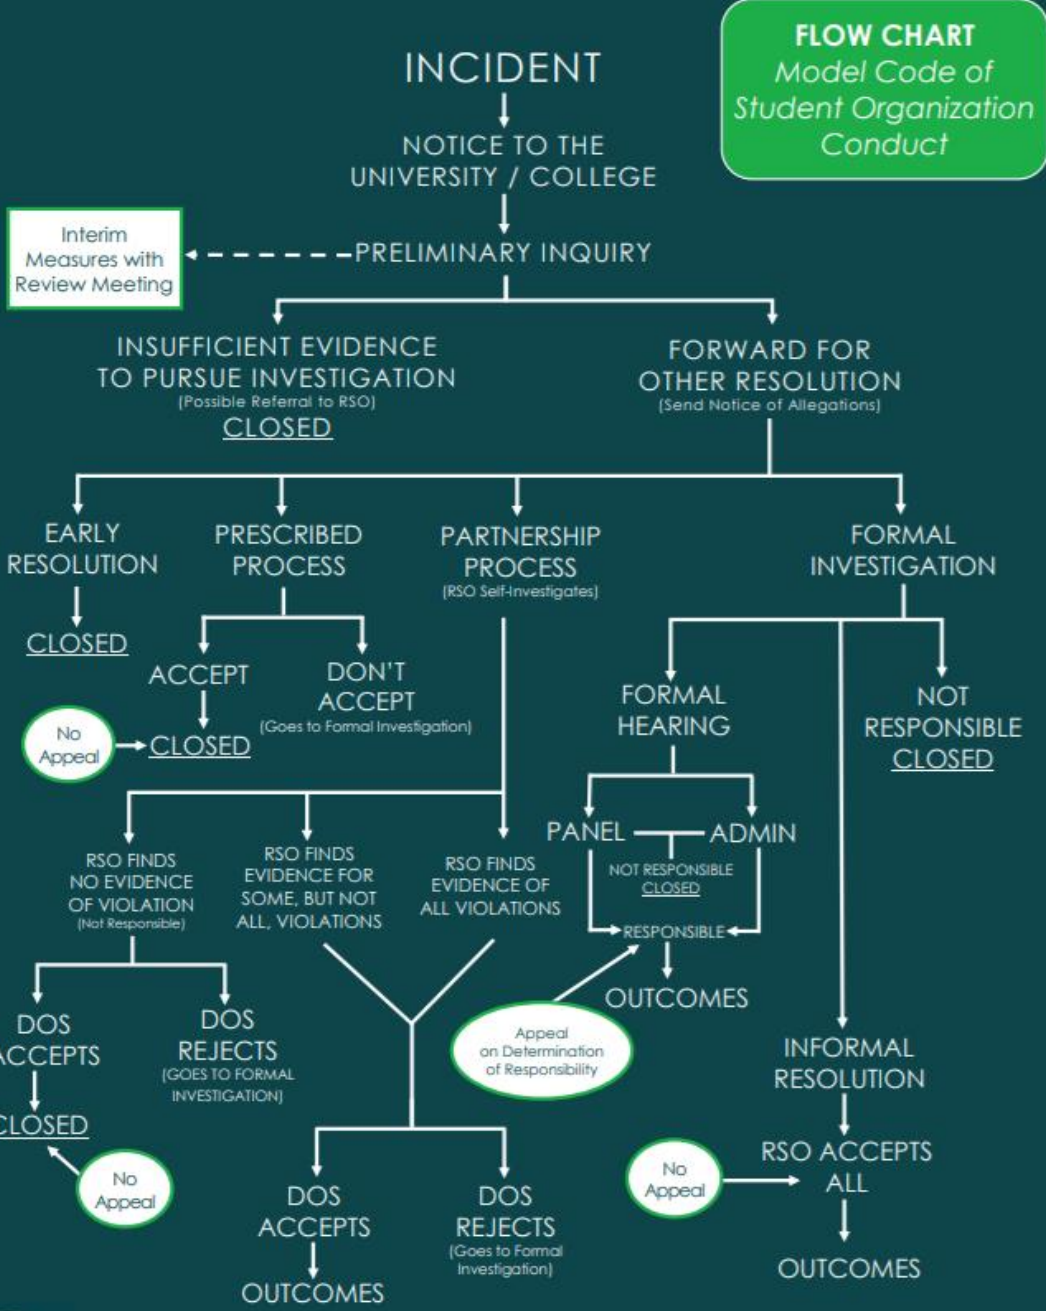 FLOW CHART
Model Code of
Student Organization
Conduct
INCIDENT
NOTICE TO THE
UNIVERSITY / COLLEGE
Interim
Measures with
Review Meeting
PRELIMINARY INQUIRY
INSUFFICIENT EVIDENCE
TO PURSUE INVESTIGATION
(Possible Referral to RSO)
CLOSED
FORWARD FOR
OTHER RESOLUTION
(Send Notice of Allegations)
EARLY
RESOLUTION
CLOSED
PRESCRIBED
PROCESS
ACCEPT
CLOSED
No
Appeal
DON'T
ACCEPT
(Goes to Formal Investigation)
PARTNERSHIP
PROCESS
(RSO Self-Investigates)
FORMAL
INVESTIGATION
FORMAL
HEARING
NOT
RESPONSIBLE
CLOSED
PANEL
ADMIN
NOT RESPONSIBLE
CLOSED
RESPONSIBLE
OUTCOMES
Appeal
on Determination
of Responsibility
RSO FINDS
NO EVIDENCE
OF VIOLATION
(Not Responsible)
RSO FINDS
EVIDENCE FOR
SOME, BUT NOT
ALL, VIOLATIONS
RSO FINDS
EVIDENCE OF
ALL VIOLATIONS
DOS
ACCEPTS
CLOSED
No
Appeal
DOS
REJECTS
(GOES TO FORMAL
INVESTIGATION)
DOS
ACCEPTS
OUTCOMES
DOS
REJECTS
(Goes to Formal
Investigation)
INFORMAL
RESOLUTION
No
Appeal
RSO ACCEPTS
ALL
OUTCOMES